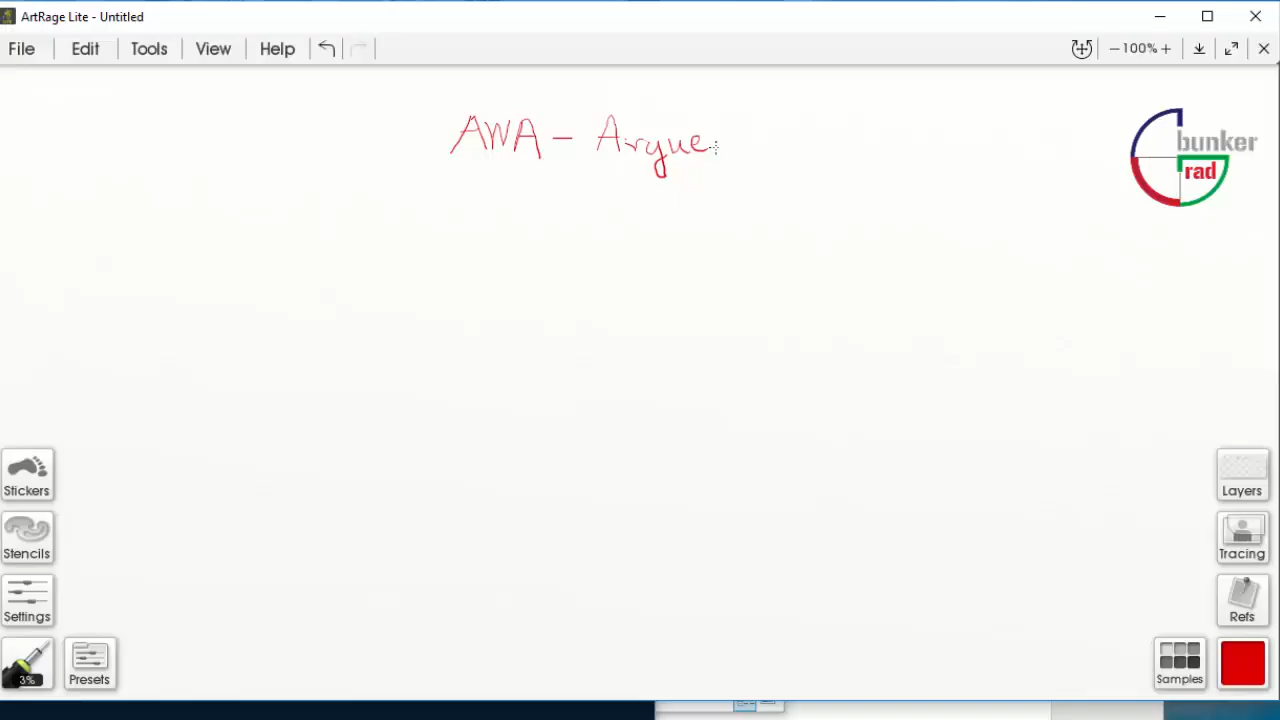 ArtRage Lite - Untitled
File Edit Tools View Help
−100%+
AWA – Argue
bunker
rad
Stickers
Stencils
Settings
3%
Presets
Layers
Tracing
Refs
Samples